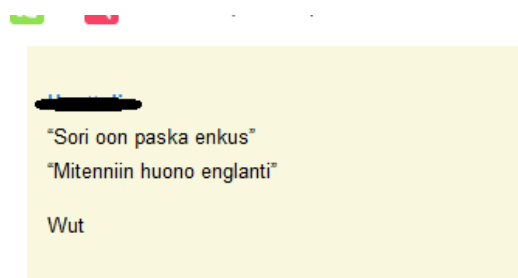 “Sori oon paska enkus”
“Mitenniin huono englanti”
Wut